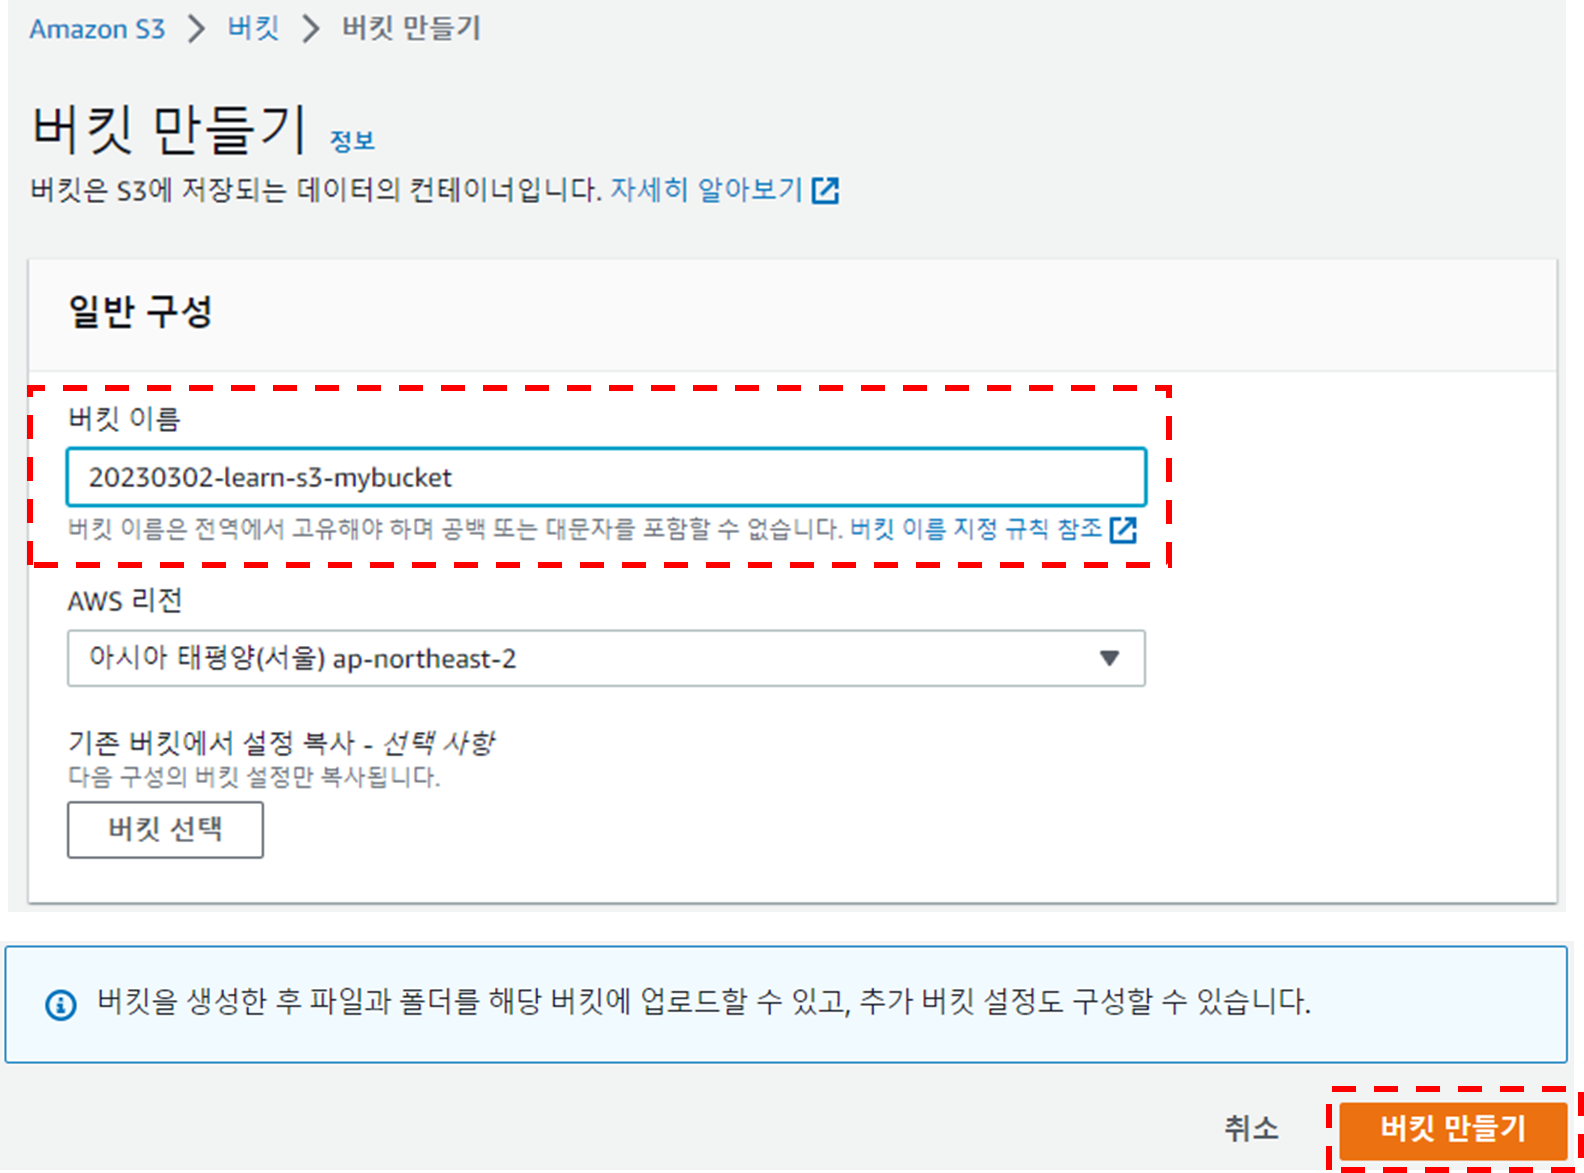 Amazon S3 > 버킷 > 버킷 만들기
버킷 만들기 정보
버킷은 S3에 저장되는 데이터의 컨테이너입니다. 자세히 알아보기
일반 구성
버킷 이름
20230302-learn-s3-mybucket
버킷 이름은 전역에서 고유해야 하며 공백 또는 대문자를 포함할 수 없습니다. 버킷 이름 지정 규칙 참조
AWS 리전
아시아 태평양(서울) ap-northeast-2
기존 버킷에서 설정 복사 - 선택 사항
다음 구성의 버킷 설정만 복사됩니다.
버킷 선택
버킷을 생성한 후 파일과 폴더를 해당 버킷에 업로드할 수 있고, 추가 버킷 설정도 구성할 수 있습니다.
취소 버킷 만들기